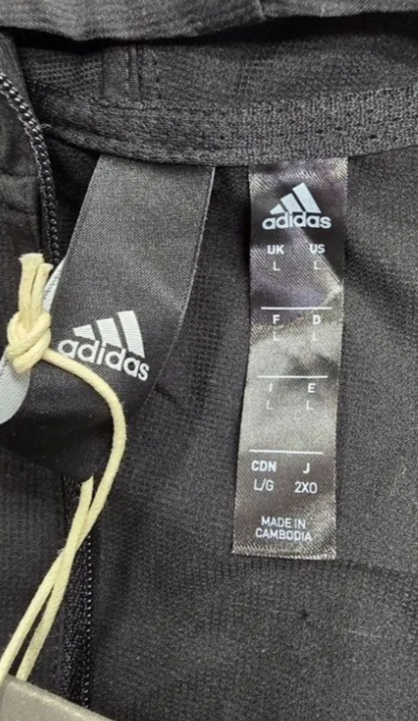 adidas
adidas
UK US
L L
F D
L L
I E
L L
CDN J
L/G 2XO
MADE IN
CAMBODIA